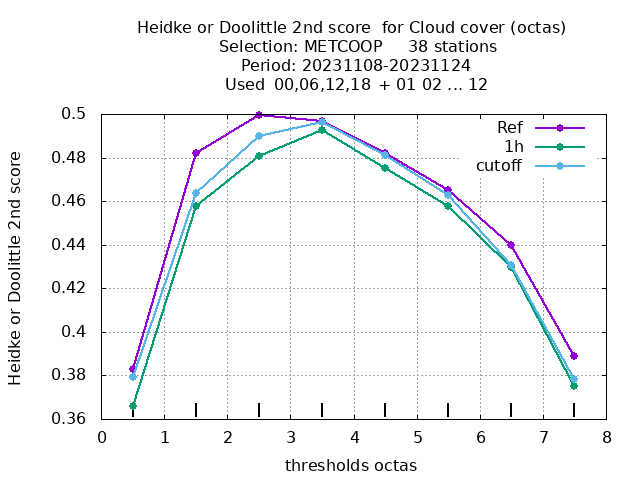 Heidke or Doolittle 2nd score  for Cloud cover (octas)
Selection: METCOOP     38 stations
Period: 20231108-20231124
Used  00,06,12,18 + 01 02 ... 12
Heidke or Doolittle 2nd score
0.5
0.48
0.46
0.44
0.42
0.4
0.38
0.36
Ref
1h
cutoff
0 1 2 3 4 5 6 7 8
thresholds octas